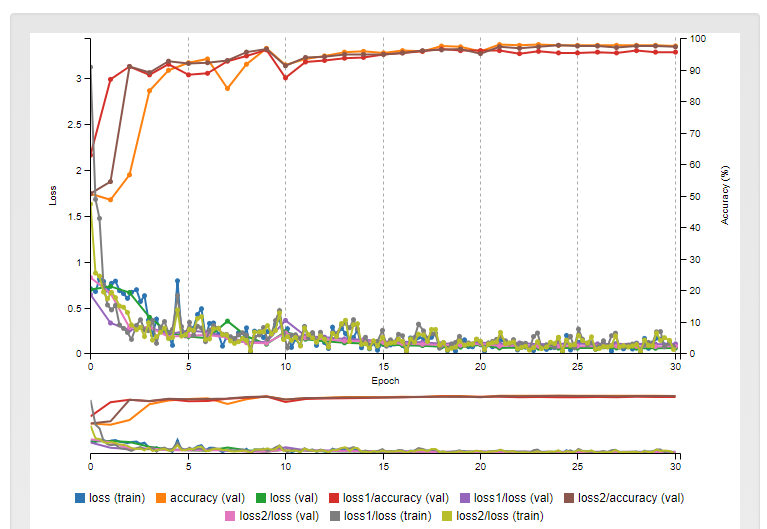 100
90
3
80
2.5
70
2
60
Loss
50
Accuracy (%)
1.5
40
1
30
20
0.5
10
0
0
0 5 10 15 20 25 30
Epoch
0 5 10 15 20 25 30
loss (train) accuracy (val) loss (val) loss1/accuracy (val) loss1/loss (val) loss2/accuracy (val)
loss2/loss (val) loss1/loss (train) loss2/loss (train)